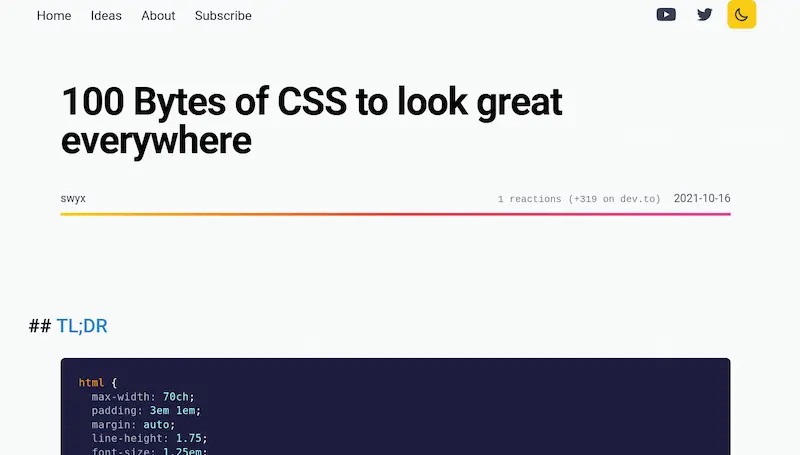 Home Ideas About Subscribe
100 Bytes of CSS to look great
everywhere
swyx 1 reactions (+319 on dev.to) 2021-10-16
## TL;DR
html {
  max-width: 70ch;
  padding: 3em 1em;
  margin: auto;
  line-height: 1.75;
  font-size: 1.25em;